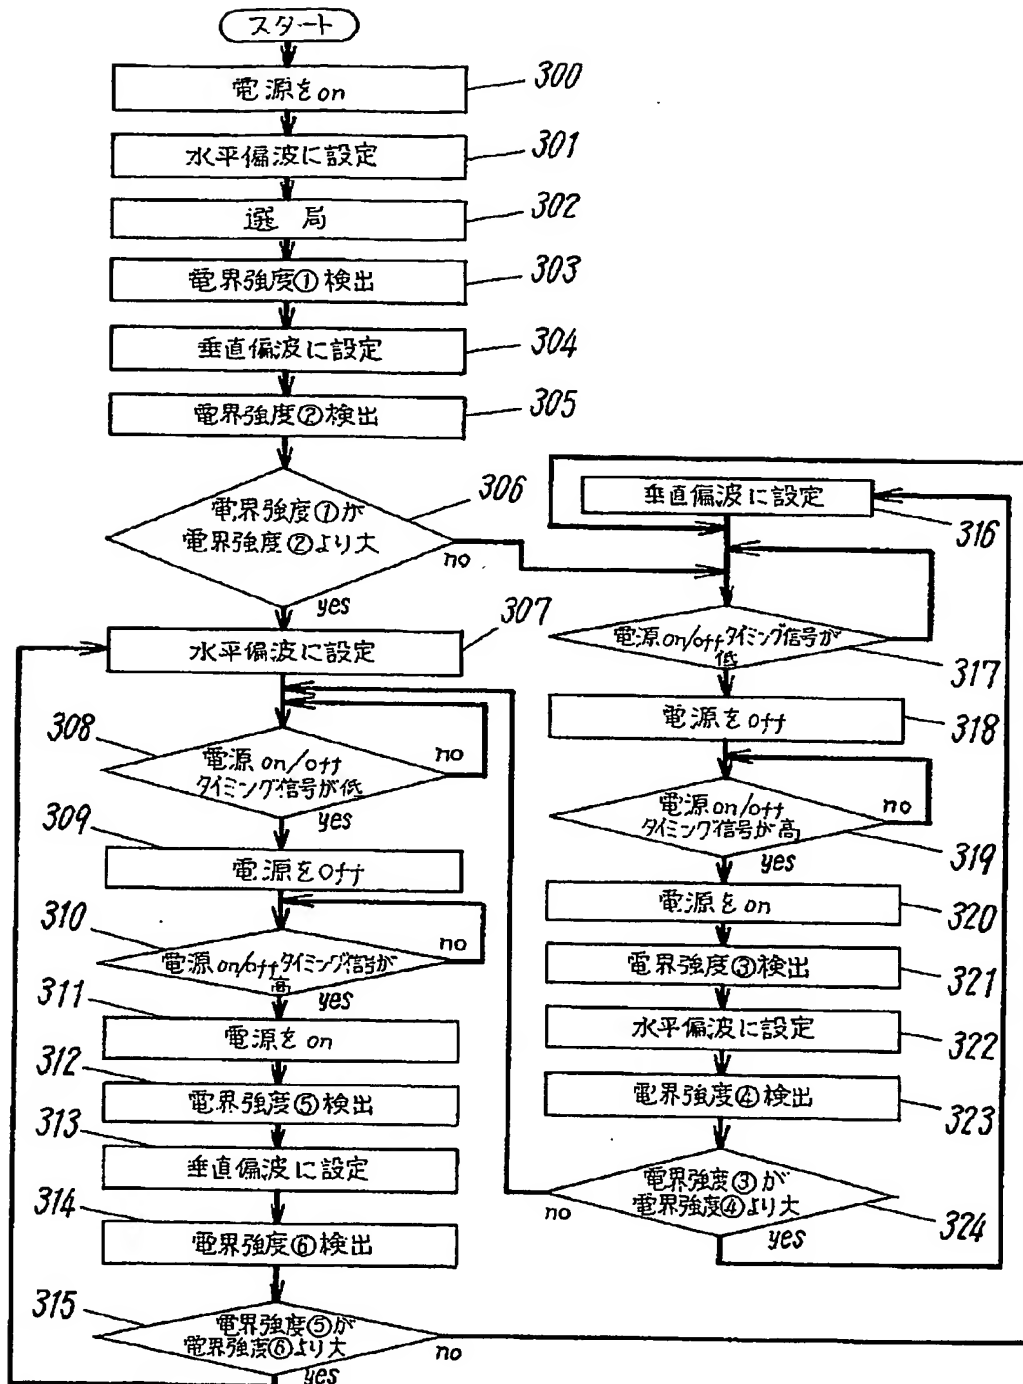 スタート
電源をon
300
水平偏波に設定
301
選局
302
電界強度①検出
303
垂直偏波に設定
304
電界強度②検出
305
電界強度①が
電界強度②より大
306
no
yes
水平偏波に設定
307
308
電源 on/off
タイミング信号が低
no
yes
309
電源をoff
310
電源on/offタイミング信号が
高
no
yes
311
電源をon
312
電界強度⑤検出
313
垂直偏波に設定
314
電界強度⑥検出
315
電界強度⑤が
電界強度⑥より大
no
yes
垂直偏波に設定
316
電源on/offタイミング信号が
低
317
電源をoff
318
電源on/off
タイミング信号が高
no
319
yes
電源をon
320
電界強度③検出
321
水平偏波に設定
322
電界強度④検出
323
電界強度③が
電界強度④より大
no
yes
324